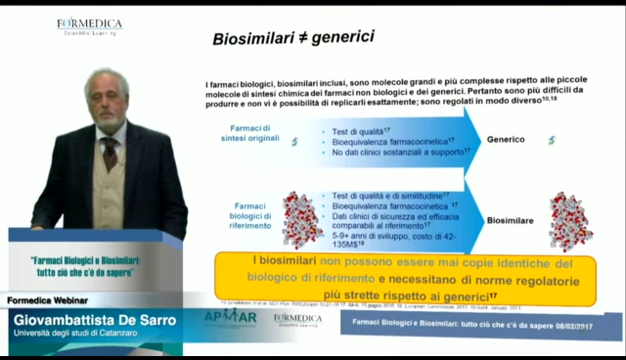 FORMEDICA
Scientific Learning
Biosimilari ≠ generici
I farmaci biologici, biosimilari inclusi, sono molecole grandi e più complesse rispetto alle piccole
molecole di sintesi chimica dei farmaci non biologici e dei generici. Pertanto sono più difficili da
produrre e non vi è possibilità di replicarli esattamente; sono regolati in modo diverso
Farmaci di
sintesi originali
• Test di qualità17
• Bioequivalenza farmacocinetica17
• No dati clinici sostanziali a supporto17
Generico
Farmaci
biologici di
riferimento
• Test di qualità e di similitudine17
• Bioequivalenza farmacocinetica 17
• Dati clinici di sicurezza ed efficacia
comparabili al riferimento17
• 5-9+ anni di sviluppo, costo di 42-
135M$
Biosimilare
I biosimilari non possono essere mai copie identiche del
biologico di riferimento e necessitano di norme regolatorie
più strette rispetto ai generici17
"Farmaci Biologici e Biosimilari:
tutto ciò che c'è da sapere"
Formedica Webinar
Giovambattista De Sarro
Università degli studi di Catanzaro
APMAR
FORMEDICA
Scientific Learning
Farmaci Biologici e Biosimilari: tutto ciò che c'è da sapere 08/02/2017